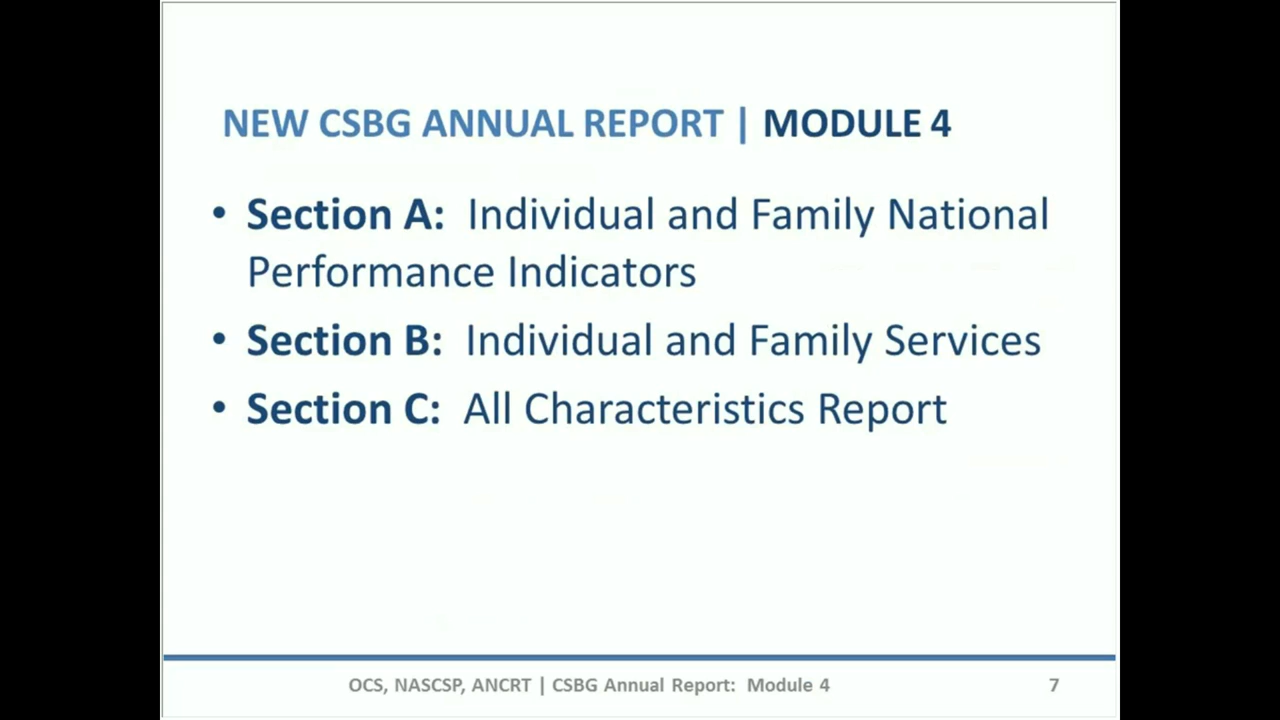 NEW CSBG ANNUAL REPORT | MODULE 4
• Section A: Individual and Family National
Performance Indicators
• Section B: Individual and Family Services
• Section C: All Characteristics Report
OCS, NASCSP, ANCRT | CSBG Annual Report: Module 4 7